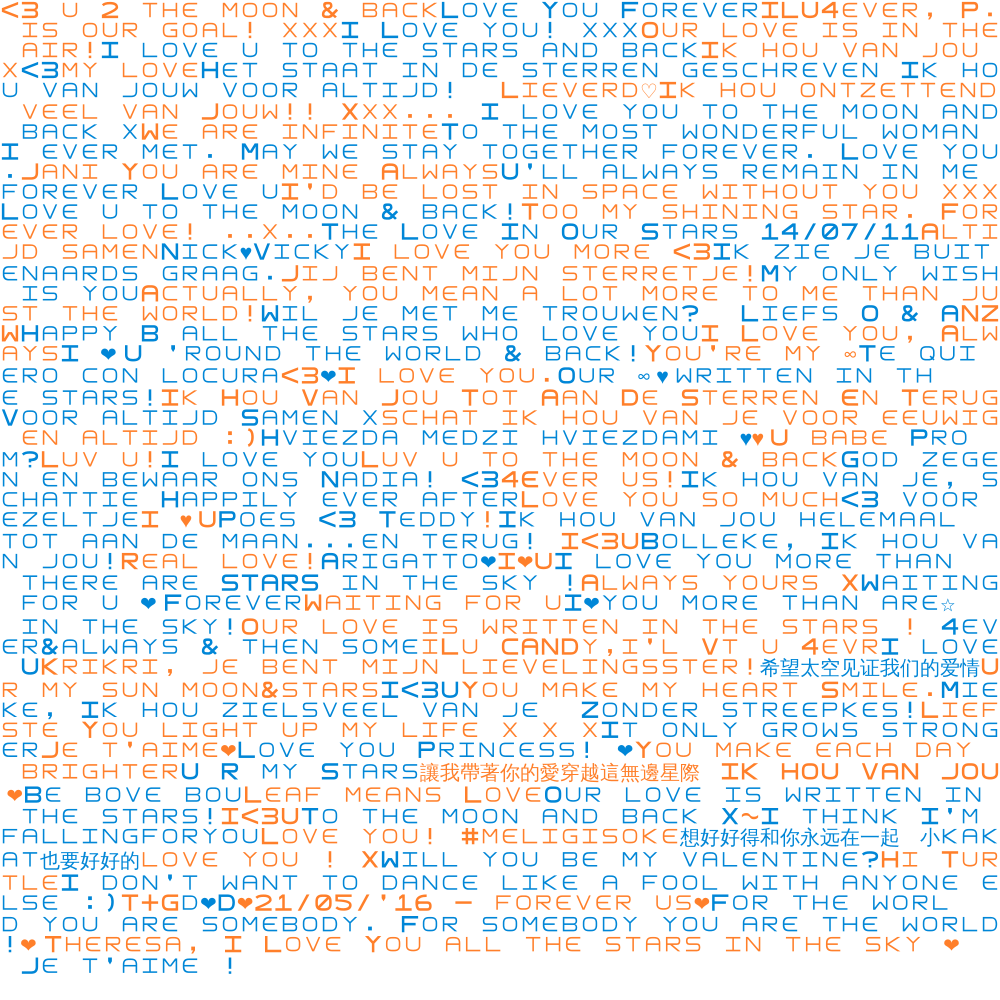 <3 u 2 the moon & backLove You ForeverILU4ever, P.
is our goal! xxxI Love you! xxxOur love is in the
air!I love u to the stars and backIk hou van jou
x<3my loveHet staat in de sterren geschreven Ik ho
u van jouw voor altijd!  Lieverd♡Ik hou ontzettend
veel van Jouw!! Xxx... I love you to the moon and
back xWe are infiniteTo the most wonderful woman
I ever met. May we stay together forever. Love you
.Jani You are mine AlwaysU'll always remain in me
forever Love uI'd be lost in space without you xxx
Love u to the moon & back!Too my shining star. For
ever love! ..x..The Love In Our Stars 14/07/11Alti
jd samenNick♥VickyI love you more <3Ik zie je buit
enaards graag.Jij bent mijn sterretje!My only wish
is youActually, you mean a lot more to me than ju
st the world!Wil je met me trouwen?  Liefs O & Anz
wHappy B all the stars who love youI Love you, Alw
aysI ❤U 'round the world & back!You're my ∞Te qui
ero con locura<3❤I love you.Our ∞♥written in th
e stars!Ik Hou Van Jou Tot Aan De Sterren En Terug
Voor altijd Samen xSchat ik hou van je voor eeuwig
en altijd :)Hviezda medzi hviezdami ♥♥U babe Pro
m?Luv u!I love youLuv u to the moon & backGod zege
n en bewaar ons Nadia! <34Ever us!Ik hou van je, s
chattie Happily ever afterLove you so much<3 voor
ezeltjeI ♥UPoes <3 Teddy!Ik hou van jou helemaal
tot aan de maan...en terug! I<3UBolleke, Ik hou va
n jou!Real love!Arigatto❤I❤UI love you more than
there are STARS in the sky !Always yours XWaiting
for u ❤ForeverWaiting for uI❤you more than are☆
in the sky!Our love is written in the stars ! 4ev
er&always & then someILu CANDy,i'l Vt u 4evrI love
UKrikri, je bent mijn lievelingsster!希望太空见证我们的爱情U
r my sun moon&starsI<3UYou make my heart Smile.Mie
ke, Ik hou zielsveel van je  Zonder streepkes!Lief
ste You light up my life x x xIt only grows strong
erJe t'aime❤Love you Princess! ❤You make each day
brighterU R my Stars讓我帶著你的愛穿越這無邊星際 IK HOU VAN JOU
❤Be bove bouLeaf means LoveOur love is written in
the stars!I<3UTo the moon and back X~I think I'm
fallingforyouLove you! #meligisoke想好好得和你永远在一起 小kak
at也要好好的Love you ! XWill you be my valentine?Hi Tur
tleI don't want to dance like a fool with anyone e
lse :)T+Gd❤D❤21/05/'16 – forever us❤For the worl
d you are somebody. For somebody you are the world
!❤Theresa, I Love You all the stars in the sky ❤
Je t'aime !